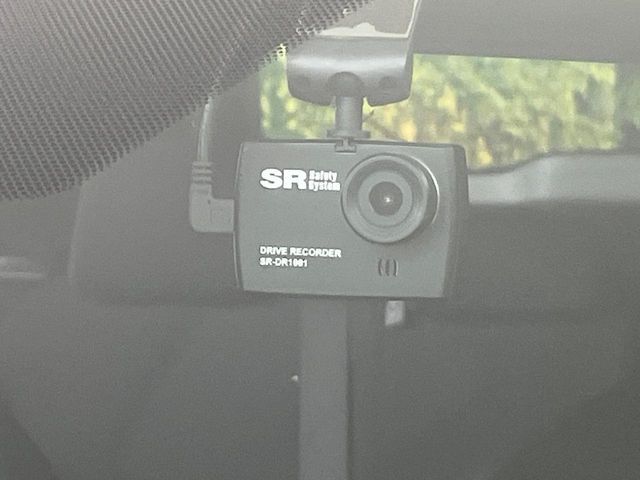 SR Safety System
DRIVE RECORDER
SR-DR1001